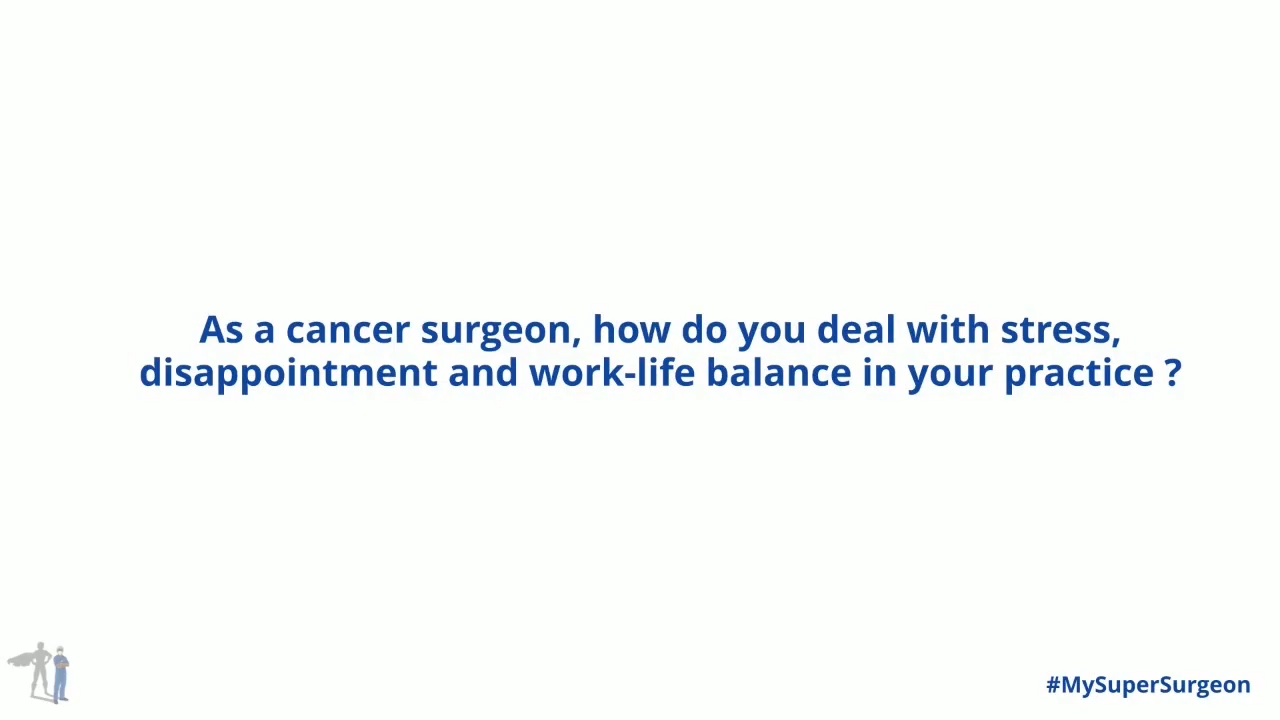 As a cancer surgeon, how do you deal with stress,
disappointment and work-life balance in your practice ?
#MySuperSurgeon